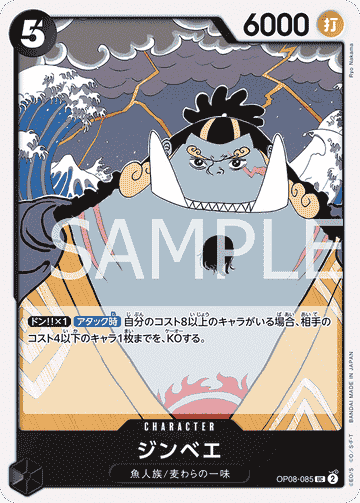 5
6000
打
Ryo Nakama
SAMPLE
ドン!!×1 アタック時 自分のコスト8以上のキャラがいる場合、相手の
コスト4以下のキャラ1枚までを、KOする。
CHARACTER
ジンベエ
魚人族/麦わらの一味
OP08-085 UC 2
BANDAI MADE IN JAPAN